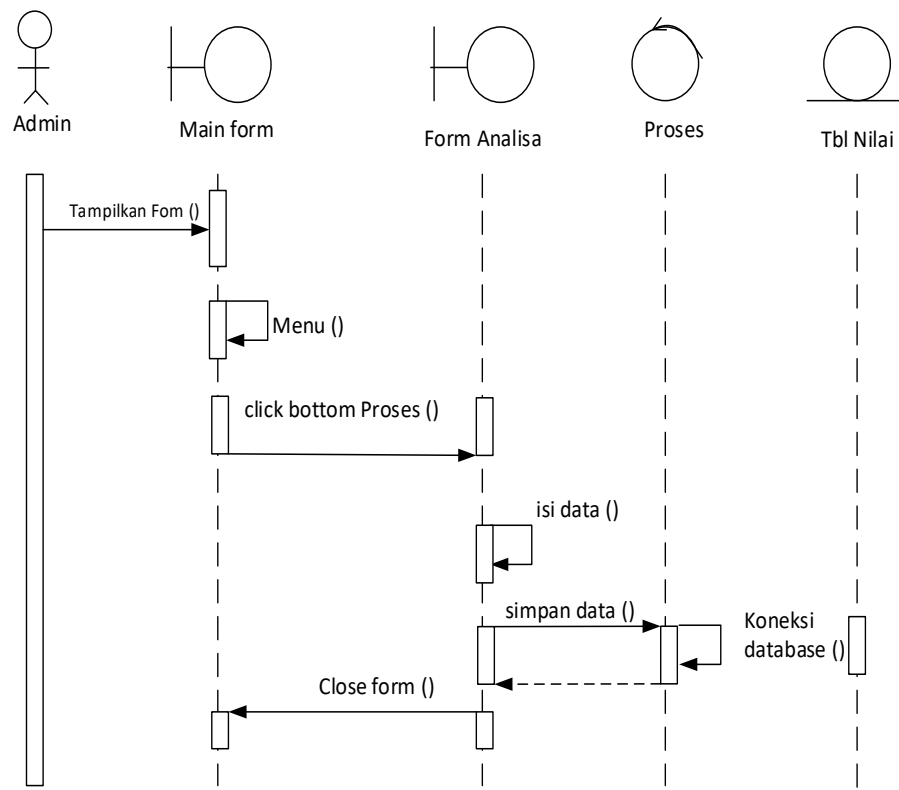 Admin
Main form
Form Analisa
Proses
Tbl Nilai
Tampilkan Fom ()
Menu ()
click bottom Proses ()
isi data ()
simpan data ()
Koneksi
database ()
Close form ()